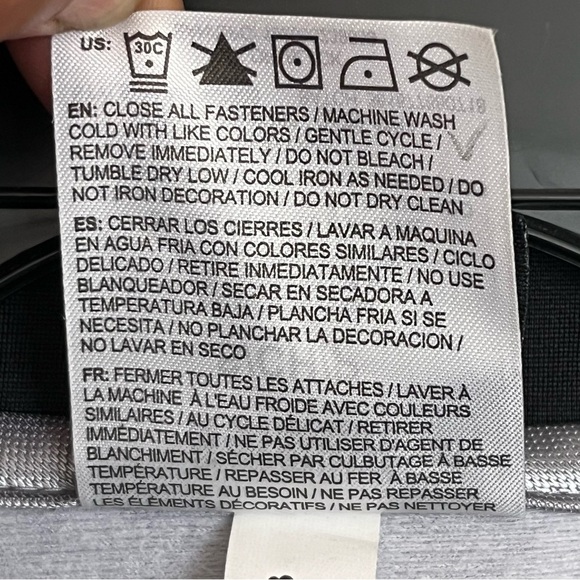 US: 30C
EN: CLOSE ALL FASTENERS / MACHINE WASH
COLD WITH LIKE COLORS / GENTLE CYCLE /
REMOVE IMMEDIATELY / DO NOT BLEACH /
TUMBLE DRY LOW / COOL IRON AS NEEDED / DO
NOT IRON DECORATION / DO NOT DRY CLEAN
ES: CERRAR LOS CIERRES / LAVAR A MAQUINA
EN AGUA FRIA CON COLORES SIMILARES / CICLO
DELICADO / RETIRE INMEDIATAMENTE / NO USE
BLANQUEADOR / SECAR EN SECADORA A
TEMPERATURA BAJA / PLANCHA FRIA SI SE
NECESITA / NO PLANCHAR LA DECORACION /
NO LAVAR EN SECO
FR: FERMER TOUTES LES ATTACHES / LAVER À
LA MACHINE À L'EAU FROIDE AVEC COULEURS
SIMILAIRES / AU CYCLE DÉLICAT / RETIRER
IMMÉDIATEMENT / NE PAS UTILISER D'AGENT DE
BLANCHIMENT / SÉCHER PAR CULBUTAGE À BASSE
TEMPÉRATURE / REPASSER AU FER À BASSE
TEMPÉRATURE AU BESOIN / NE PAS REPASSER
LES ÉLÉMENTS DÉCORATIFS / NE PAS NETTOYER